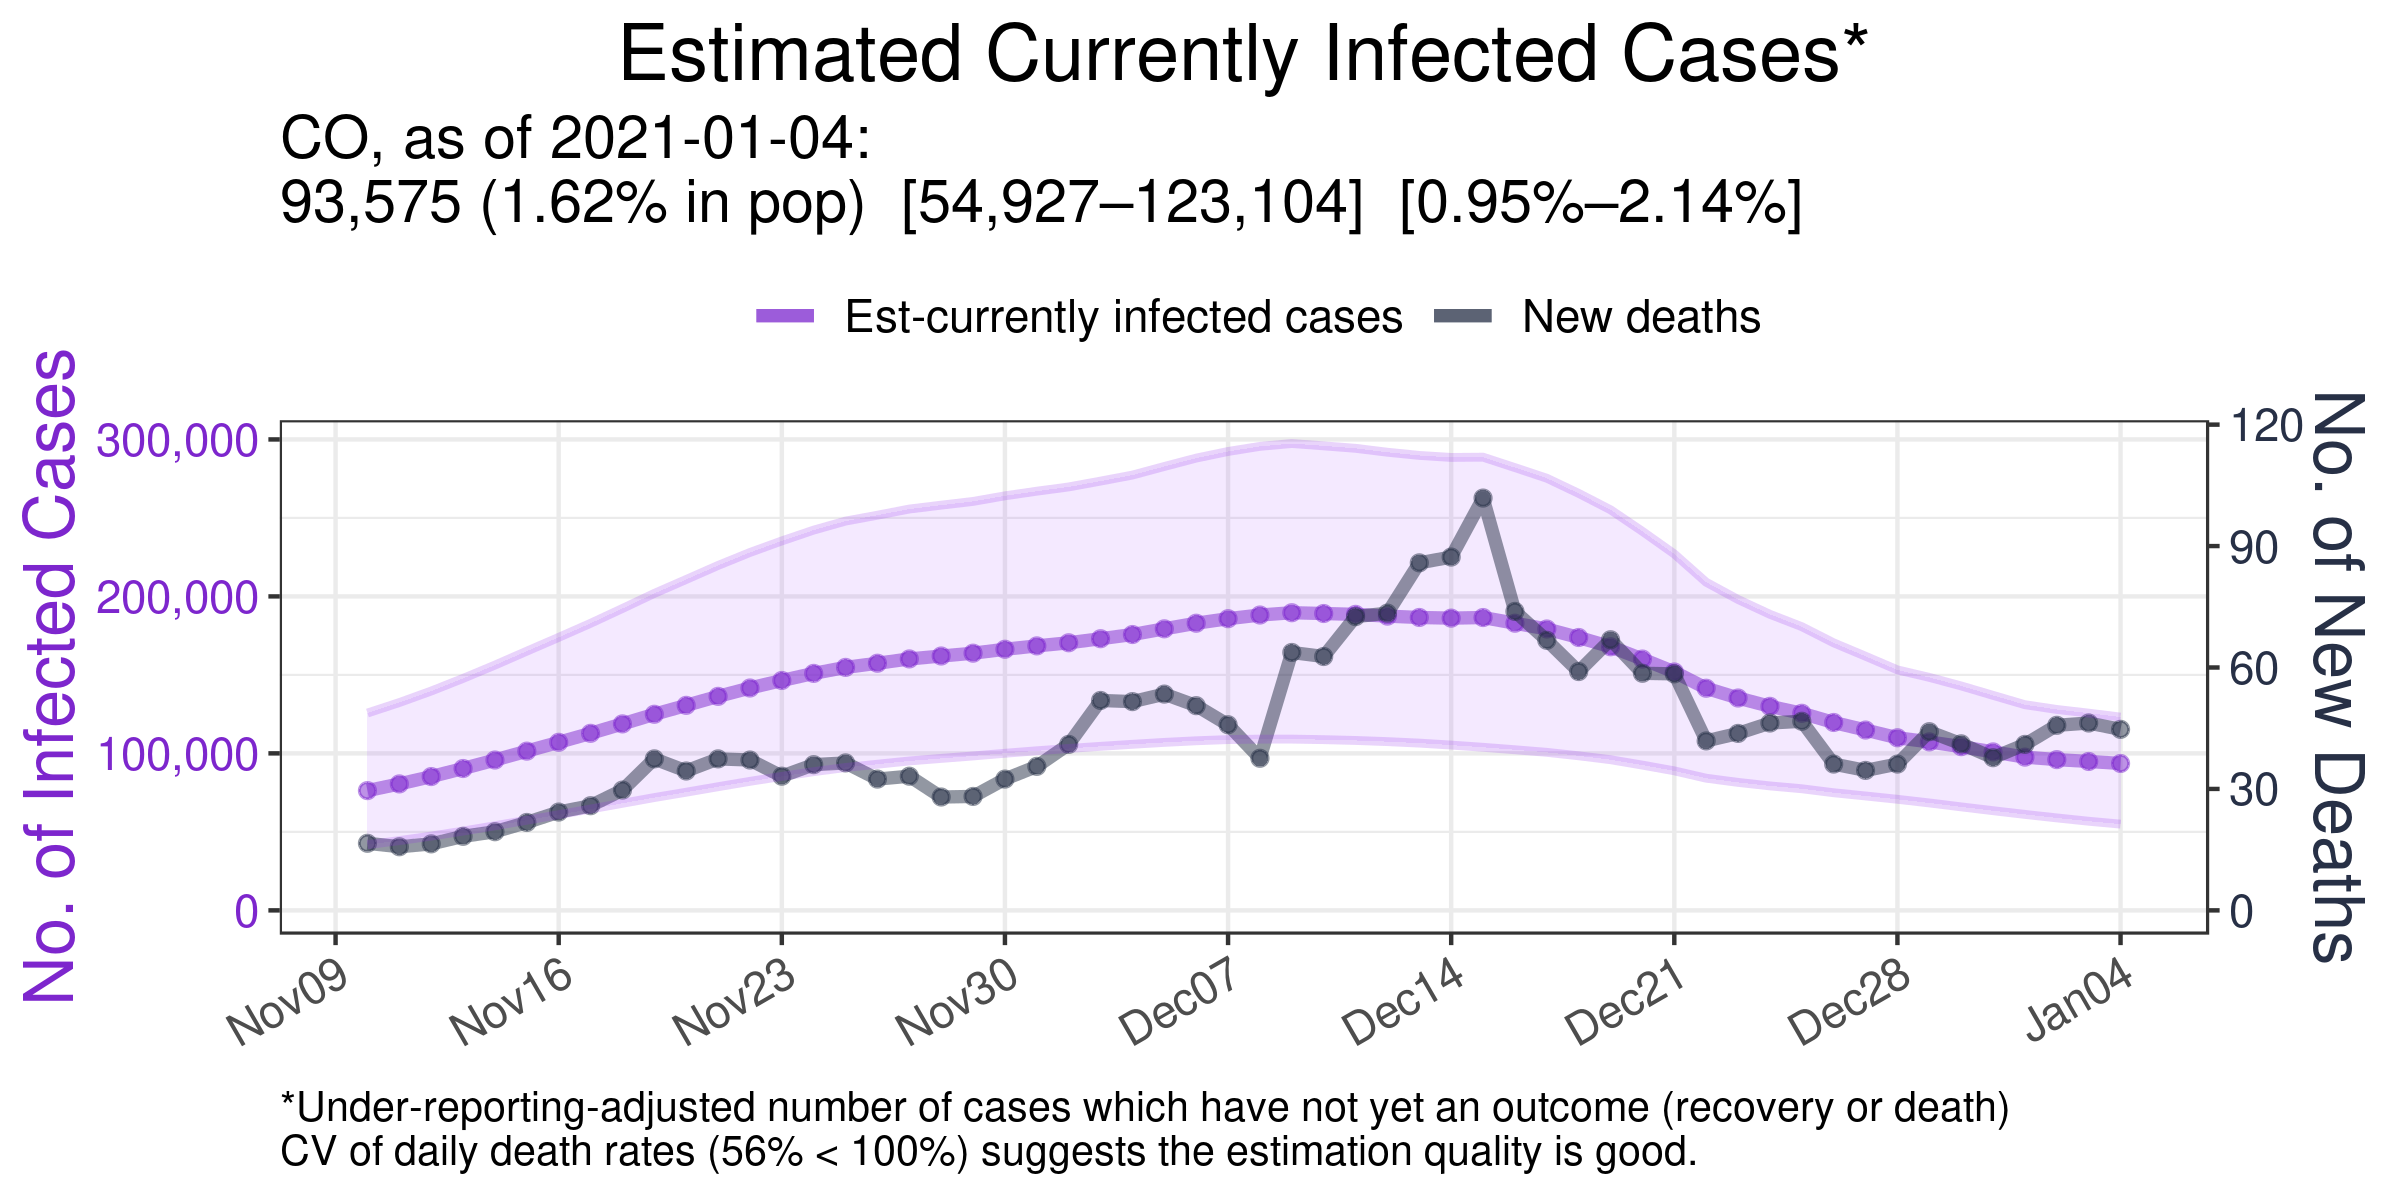 Estimated Currently Infected Cases*
CO, as of 2021-01-04:
93,575 (1.62% in pop)  [54,927–123,104]  [0.95%–2.14%]
Est-currently infected cases
New deaths
No. of Infected Cases
300,000
200,000
100,000
0
120
90
60
30
0
No. of New Deaths
Nov09
Nov16
Nov23
Nov30
Dec07
Dec14
Dec21
Dec28
Jan04
*Under-reporting-adjusted number of cases which have not yet an outcome (recovery or death)
CV of daily death rates (56% < 100%) suggests the estimation quality is good.